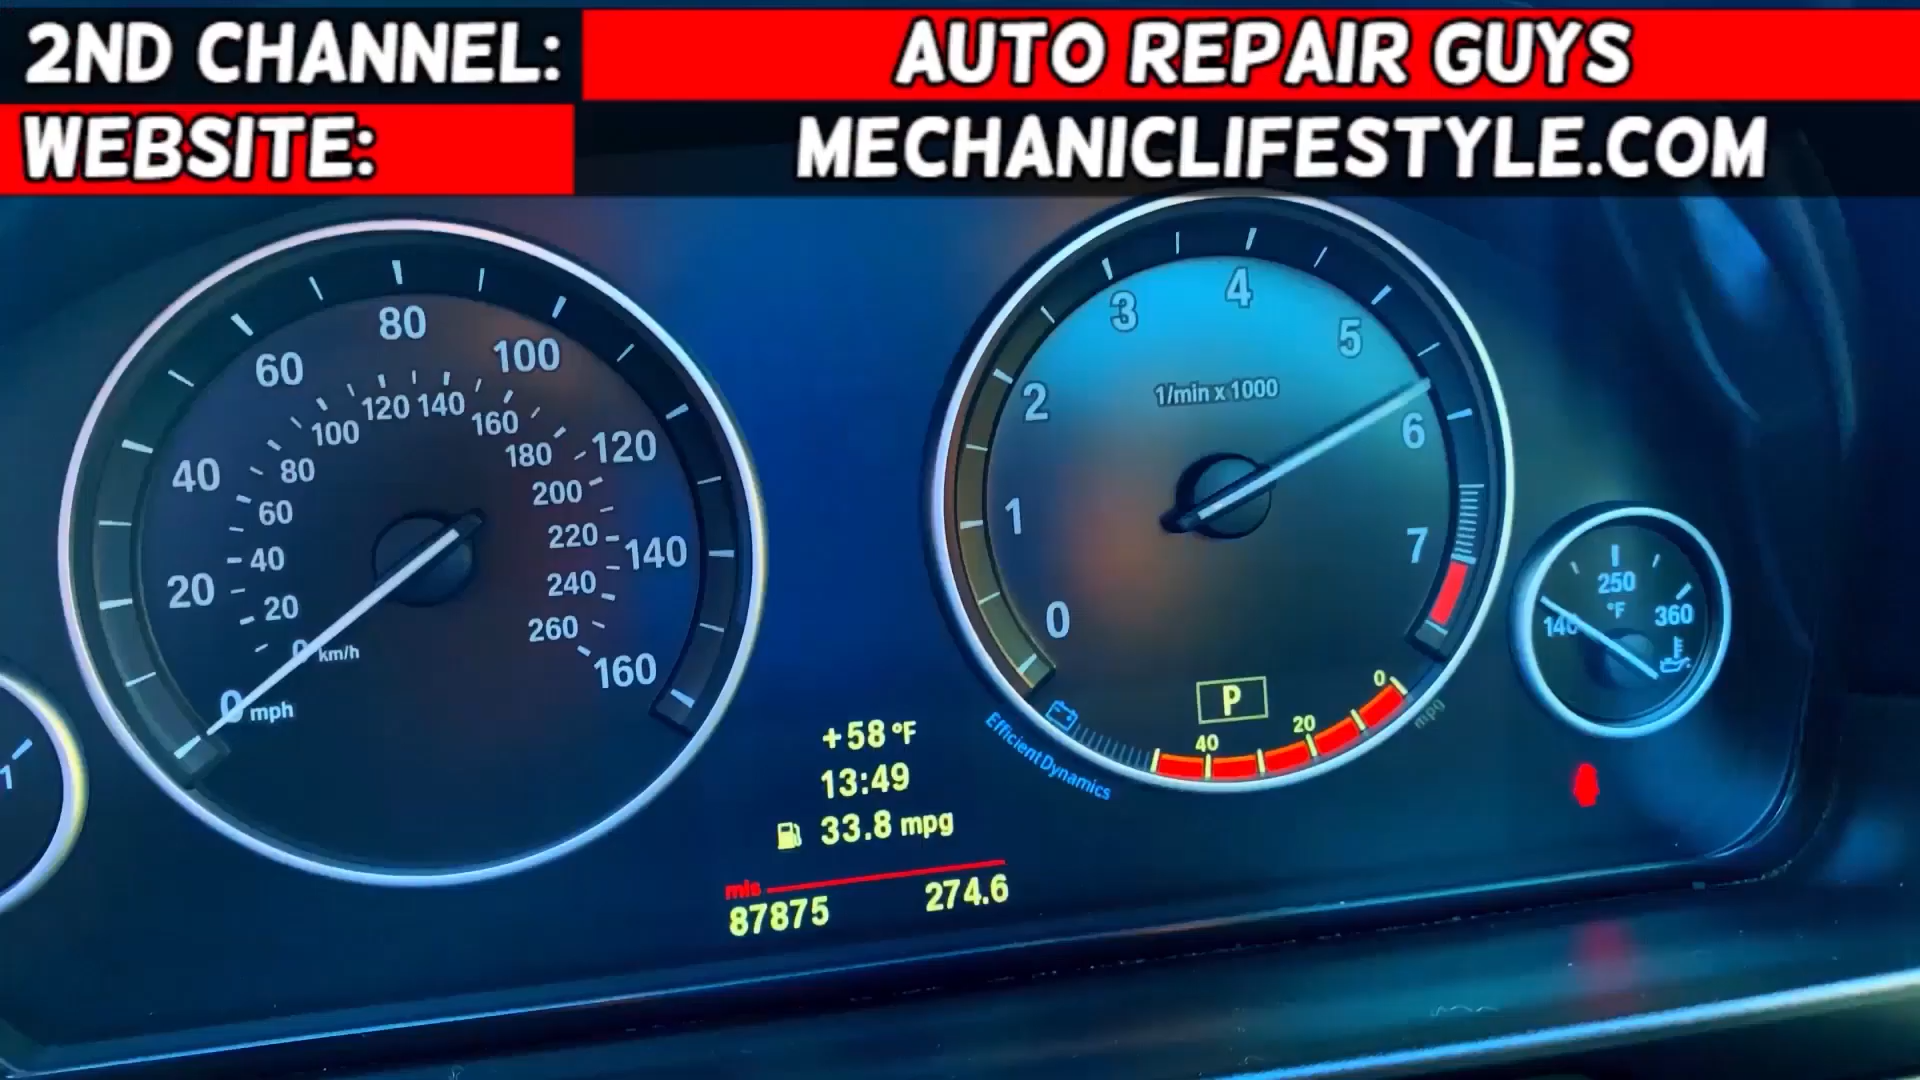 2ND CHANNEL: AUTO REPAIR GUYS
WEBSITE: MECHANICLIFESTYLE.COM
0 20 40 60 80 100 120 140 160
mph
0 20 40 60 80 100 120 140 160 180 200 220 240 260
km/h
0 1 2 3 4 5 6 7
1/min x 1000
P
40 20 0
mpg
EfficientDynamics
140 250 360
°F
1
+58 °F
13:49
33.8 mpg
mls
87875 274.6